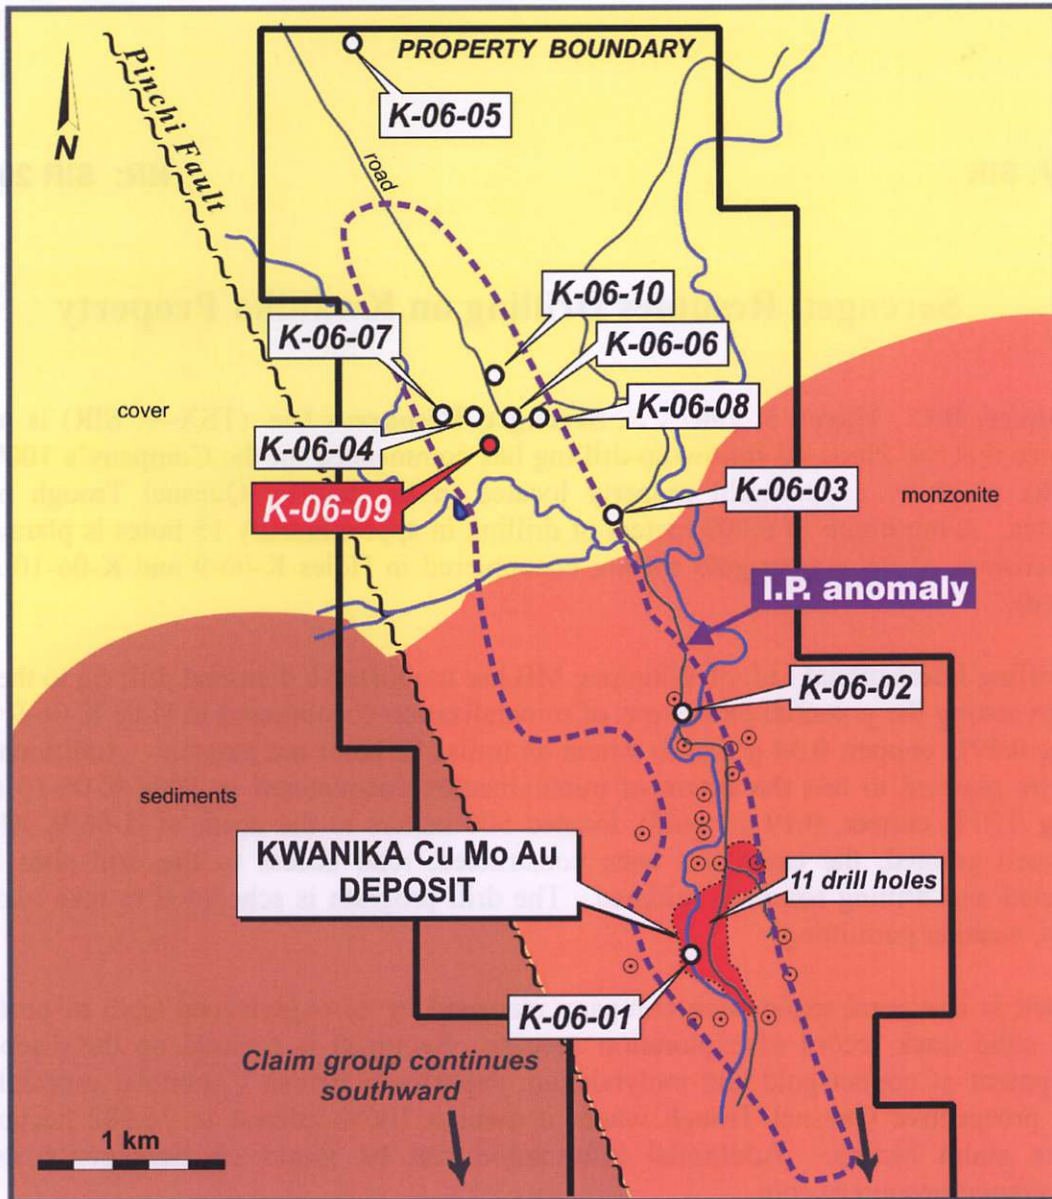 PROPERTY BOUNDARY
K-06-05
Pinchi Fault
N
road
K-06-10
K-06-07
K-06-06
cover
K-06-08
K-06-04
K-06-03
monzonite
K-06-09
I.P. anomaly
K-06-02
sediments
KWANIKA Cu Mo Au
DEPOSIT
11 drill holes
K-06-01
Claim group continues
southward
1 km